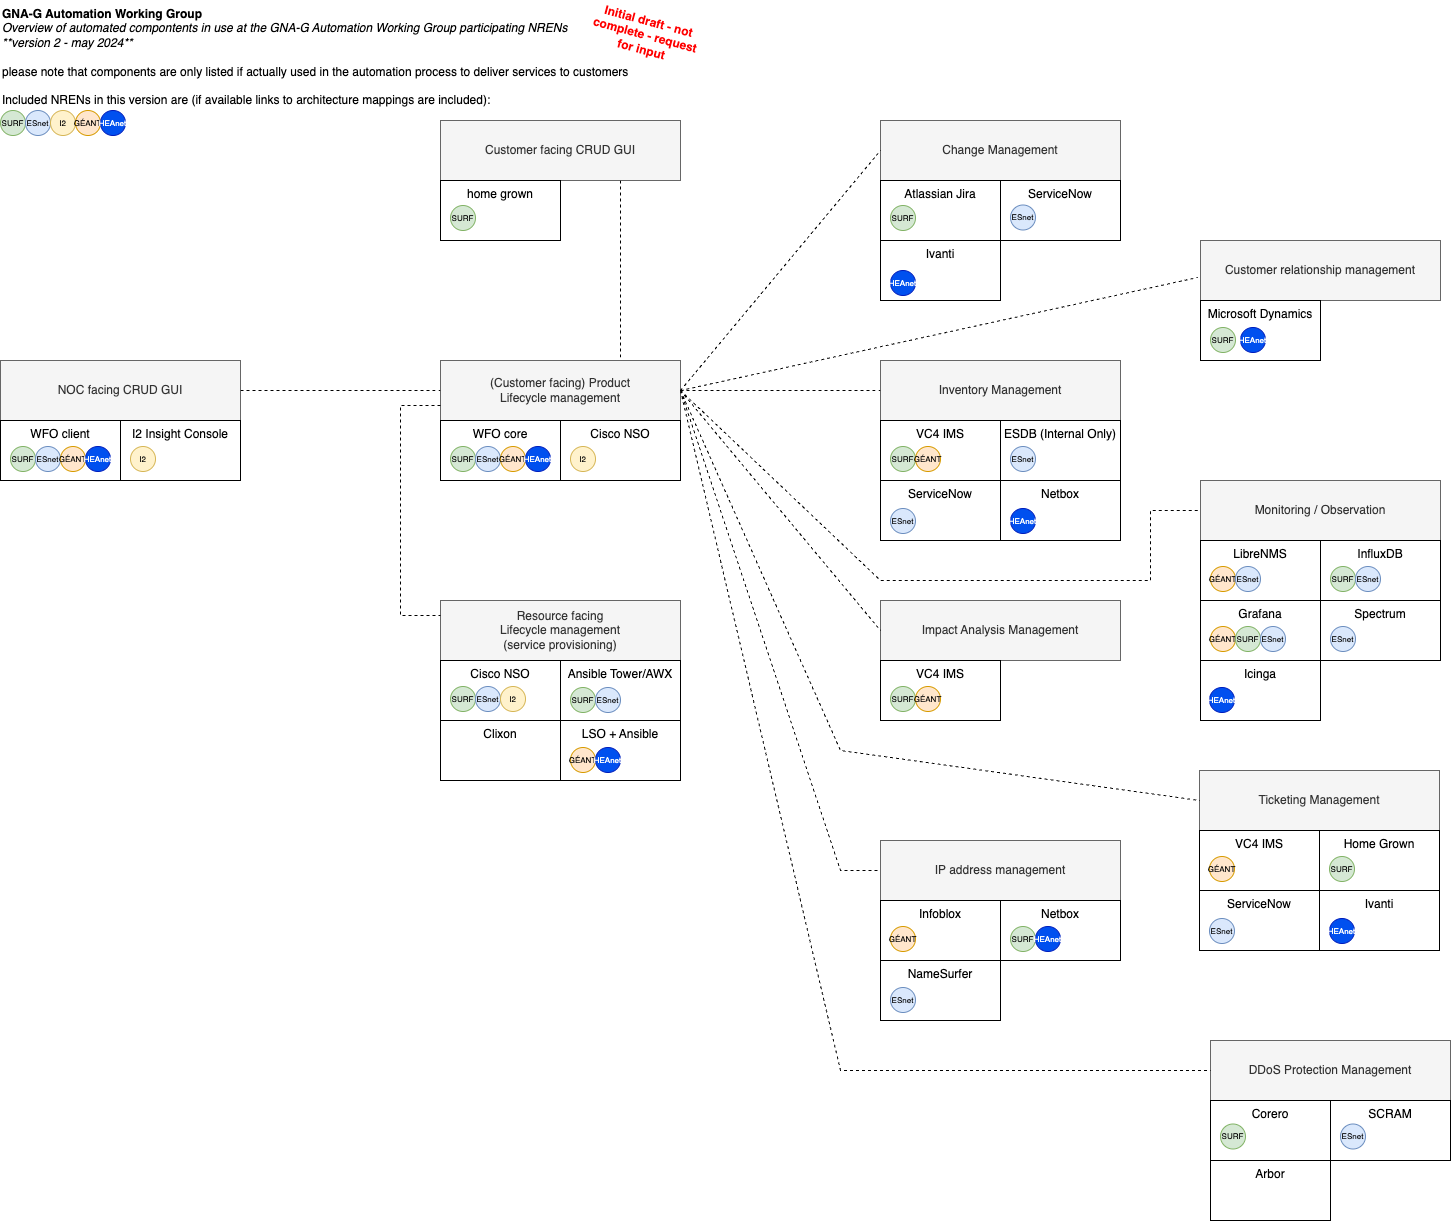 GNA-G Automation Working Group
Overview of automated compontents in use at the GNA-G Automation Working Group participating NRENs
**version 2 - may 2024**
Initial draft - not
complete - request
for input
please note that components are only listed if actually used in the automation process to deliver services to customers
Included NRENs in this version are (if available links to architecture mappings are included):
SURF ESnet I2 GÉANT HEAnet
Customer facing CRUD GUI
home grown
SURF
Change Management
Atlassian Jira
SURF
ServiceNow
ESnet
Ivanti
HEAnet
Customer relationship management
Microsoft Dynamics
SURF HEAnet
NOC facing CRUD GUI
WFO client
SURF ESnet GÉANT HEAnet
I2 Insight Console
I2
(Customer facing) Product
Lifecycle management
WFO core
SURF ESnet GÉANT HEAnet
Cisco NSO
I2
Inventory Management
VC4 IMS
SURF GÉANT
ESDB (Internal Only)
ESnet
ServiceNow
ESnet
Netbox
HEAnet
Monitoring / Observation
LibreNMS
GÉANT ESnet
InfluxDB
SURF ESnet
Grafana
GÉANT SURF ESnet
Spectrum
ESnet
Icinga
HEAnet
Resource facing
Lifecycle management
(service provisioning)
Cisco NSO
SURF ESnet I2
Ansible Tower/AWX
SURF ESnet
Clixon
LSO + Ansible
GÉANT HEAnet
Impact Analysis Management
VC4 IMS
SURF GÉANT
Ticketing Management
VC4 IMS
GÉANT
Home Grown
SURF
ServiceNow
ESnet
Ivanti
HEAnet
IP address management
Infoblox
GÉANT
Netbox
SURF HEAnet
NameSurfer
ESnet
DDoS Protection Management
Corero
SURF
SCRAM
ESnet
Arbor